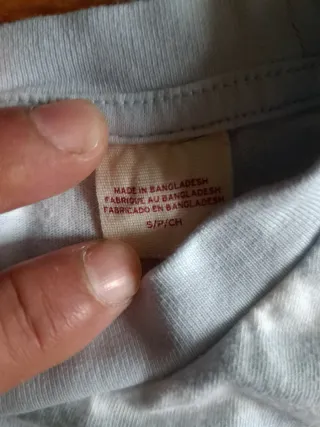 MADE IN BANGLADESH
FABRIQUE AU BANGLADESH
FABRICADO EN BANGLADESH
S/P/CH